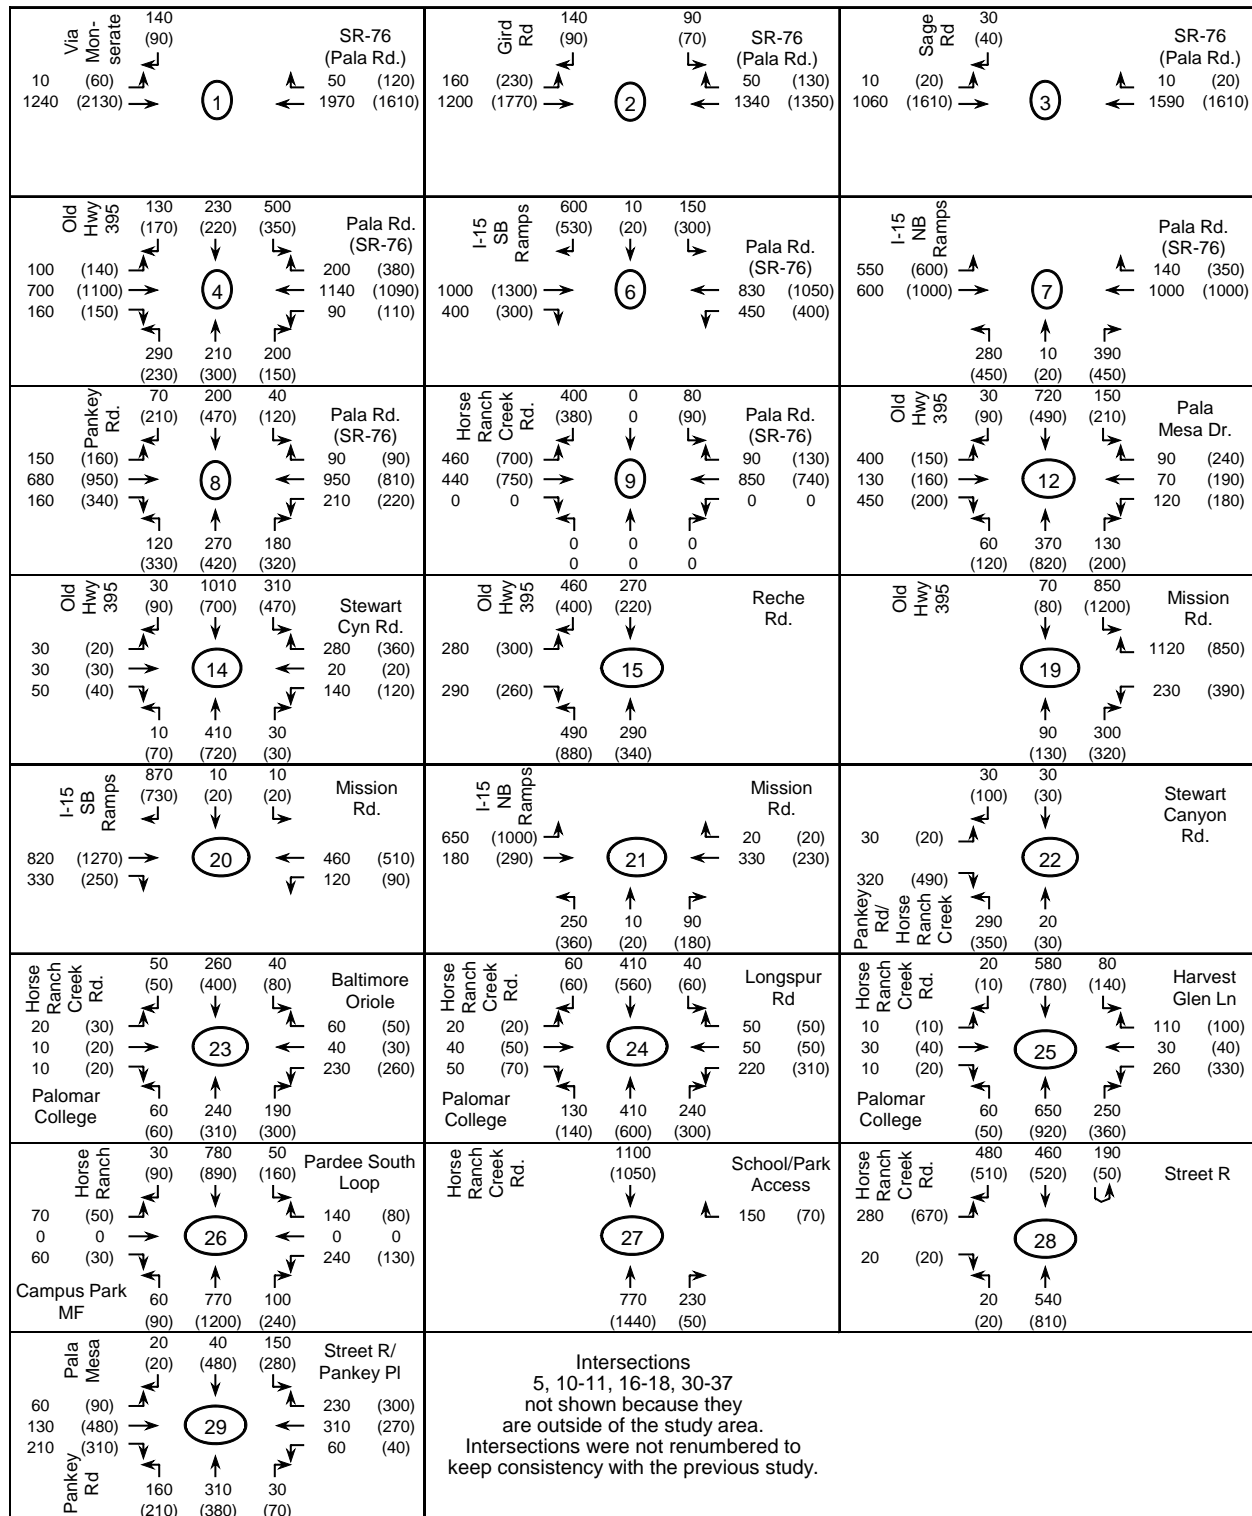 Via Mon-serate
140
(90)
SR-76
(Pala Rd.)
10 (60)
50 (120)
1240 (2130)
1
1970 (1610)
Gird Rd
140 90
(90) (70)
SR-76
(Pala Rd.)
160 (230)
50 (130)
1200 (1770)
2
1340 (1350)
Sage Rd
30
(40)
SR-76
(Pala Rd.)
10 (20)
10 (20)
1060 (1610)
3
1590 (1610)
Old Hwy 395
130 230 500
(170) (220) (350)
Pala Rd.
(SR-76)
100 (140)
200 (380)
700 (1100)
4
1140 (1090)
160 (150)
90 (110)
290 210 200
(230) (300) (150)
I-15 SB Ramps
600 10 150
(530) (20) (300)
Pala Rd.
(SR-76)
1000 (1300)
6
830 (1050)
400 (300)
450 (400)
I-15 NB Ramps
Pala Rd.
(SR-76)
550 (600)
140 (350)
600 (1000)
7
1000 (1000)
280 10 390
(450) (20) (450)
Pankey Rd.
70 200 40
(210) (470) (120)
Pala Rd.
(SR-76)
150 (160)
90 (90)
680 (950)
8
950 (810)
160 (340)
210 (220)
120 270 180
(330) (420) (320)
Horse Ranch Creek Rd.
400 0 80
(380) 0 (90)
Pala Rd.
(SR-76)
460 (700)
90 (130)
440 (750)
9
850 (740)
0 0
0 0
0 0 0
0 0 0
Old Hwy 395
30 720 150
(90) (490) (210)
Pala
Mesa Dr.
400 (150)
90 (240)
130 (160)
12
70 (190)
450 (200)
120 (180)
60 370 130
(120) (820) (200)
Old Hwy 395
30 1010 310
(90) (700) (470)
Stewart
Cyn Rd.
30 (20)
280 (360)
30 (30)
14
20 (20)
50 (40)
140 (120)
10 410 30
(70) (720) (30)
Old Hwy 395
460 270
(400) (220)
Reche
Rd.
280 (300)
15
290 (260)
490 290
(880) (340)
Old Hwy 395
70 850
(80) (1200)
Mission
Rd.
1120 (850)
19
230 (390)
90 300
(130) (320)
I-15 SB Ramps
870 10 10
(730) (20) (20)
Mission
Rd.
820 (1270)
20
460 (510)
330 (250)
120 (90)
I-15 NB Ramps
Mission
Rd.
650 (1000)
20 (20)
180 (290)
21
330 (230)
250 10 90
(360) (20) (180)
30 30
(100) (30)
Stewart
Canyon
Rd.
30 (20)
22
320 (490)
Pankey Rd/ Horse Ranch Creek
290 20
(350) (30)
Horse Ranch Creek Rd.
50 260 40
(50) (400) (80)
Baltimore
Oriole
20 (30)
60 (50)
10 (20)
23
40 (30)
10 (20)
230 (260)
Palomar
College
60 240 190
(60) (310) (300)
Horse Ranch Creek Rd.
60 410 40
(60) (560) (60)
Longspur
Rd
20 (20)
50 (50)
40 (50)
24
50 (50)
50 (70)
220 (310)
Palomar
College
130 410 240
(140) (600) (300)
Horse Ranch Creek Rd.
20 580 80
(10) (780) (140)
Harvest
Glen Ln
10 (10)
110 (100)
30 (40)
25
30 (40)
10 (20)
260 (330)
Palomar
College
60 650 250
(50) (920) (360)
Horse Ranch
30 780 50
(90) (890) (160)
Pardee South
Loop
70 (50)
140 (80)
0 0
26
0 0
60 (30)
240 (130)
Campus Park
MF
60 770 100
(90) (1200) (240)
Horse Ranch Creek Rd.
1100
(1050)
School/Park
Access
150 (70)
27
770 230
(1440) (50)
Horse Ranch Creek Rd.
480 460 190
(510) (520) (50)
Street R
280 (670)
28
20 (20)
20 540
(20) (810)
Pala Mesa
20 40 150
(20) (480) (280)
Street R/
Pankey Pl
60 (90)
230 (300)
130 (480)
29
310 (270)
210 (310)
60 (40)
Pankey Rd
160 310 30
(210) (380) (70)
Intersections
5, 10-11, 16-18, 30-37
not shown because they
are outside of the study area.
Intersections were not renumbered to
keep consistency with the previous study.